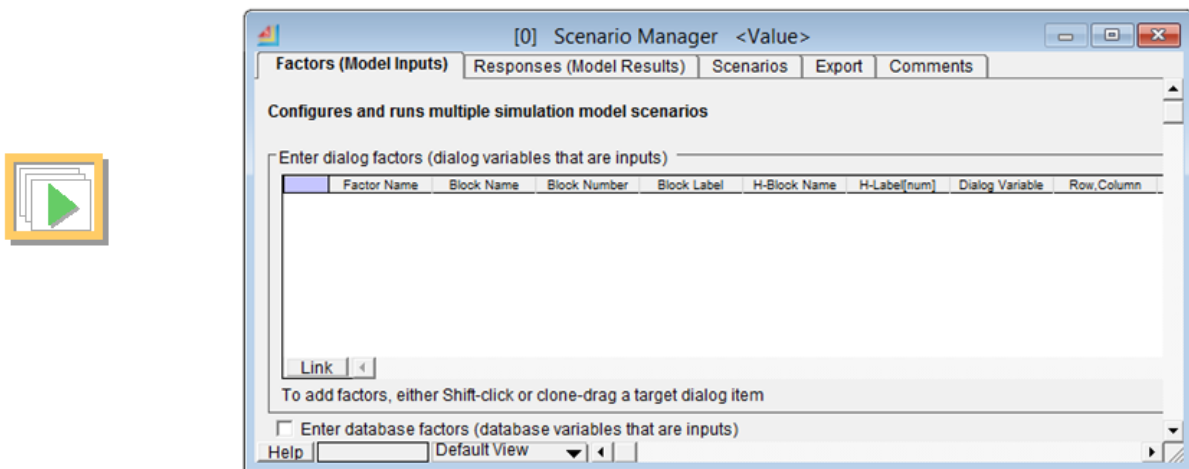 [0] Scenario Manager <Value>
Factors (Model Inputs) Responses (Model Results) Scenarios Export Comments
Configures and runs multiple simulation model scenarios
Enter dialog factors (dialog variables that are inputs)
Factor Name Block Name Block Number Block Label H-Block Name H-Label[num] Dialog Variable Row,Column
Link
To add factors, either Shift-click or clone-drag a target dialog item
Enter database factors (database variables that are inputs)
Help Default View